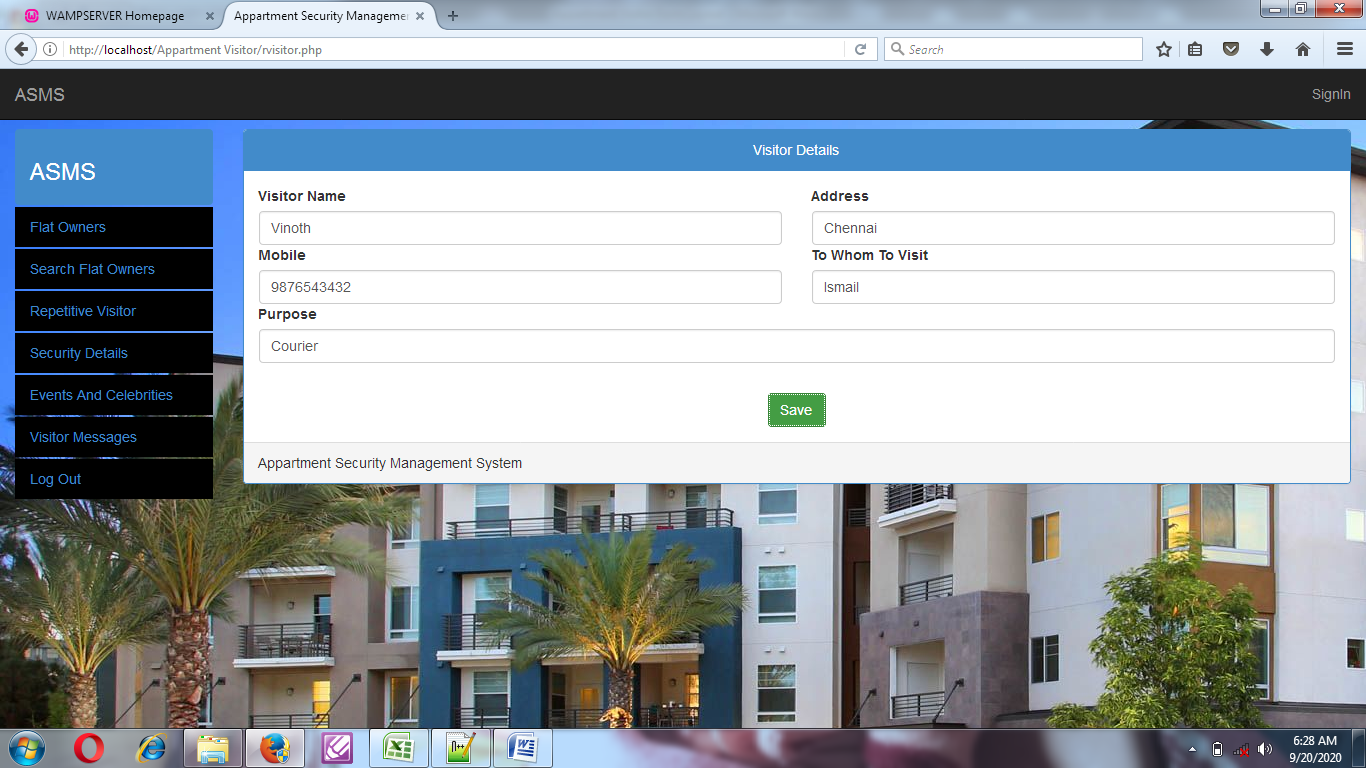 WAMPSERVER Homepage
Appartment Security Managemen
http://localhost/Appartment Visitor/rvisitor.php
Search
ASMS
SignIn
ASMS
Flat Owners
Search Flat Owners
Repetitive Visitor
Security Details
Events And Celebrities
Visitor Messages
Log Out
Visitor Details
Visitor Name
Address
Vinoth
Chennai
Mobile
To Whom To Visit
9876543432
Ismail
Purpose
Courier
Save
Appartment Security Management System
6:28 AM
9/20/2020